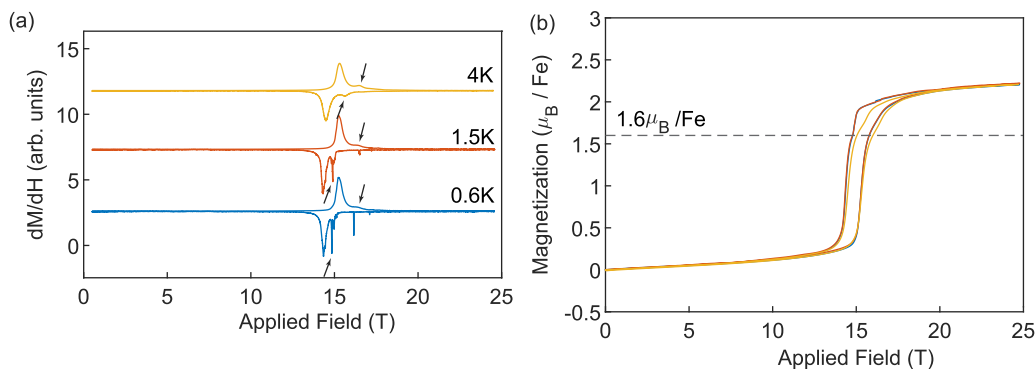 (a)
dM/dH (arb. units)
15
10
5
0
4K
1.5K
0.6K
0
5
10
15
20
25
Applied Field (T)
(b)
Magnetization (μB / Fe)
3
2.5
2
1.5
1
0.5
0
-0.5
1.6μB /Fe
0
5
10
15
20
25
Applied Field (T)